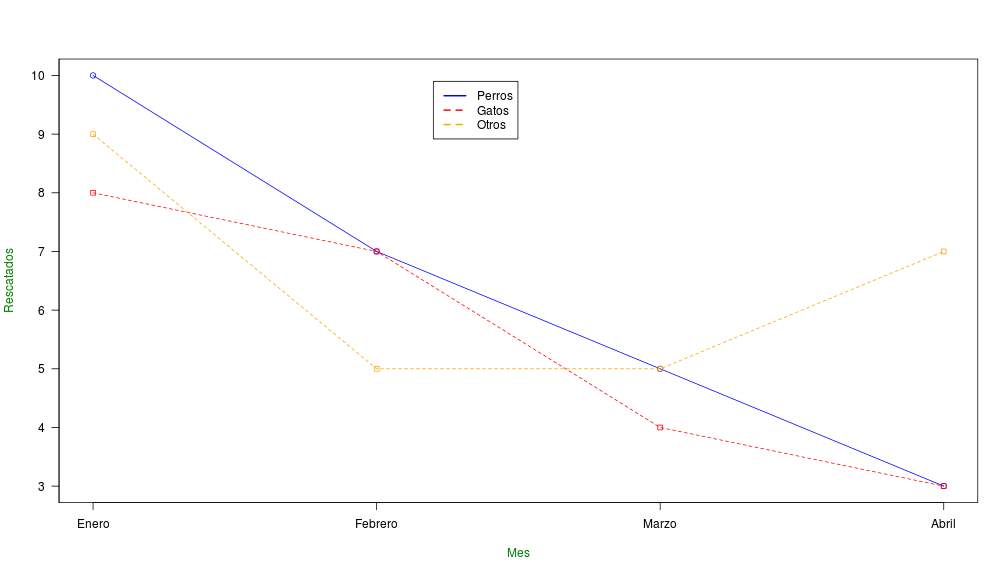 10
9
8
7
6
5
4
3
Rescatados
Perros
Gatos
Otros
Enero Febrero Marzo Abril
Mes